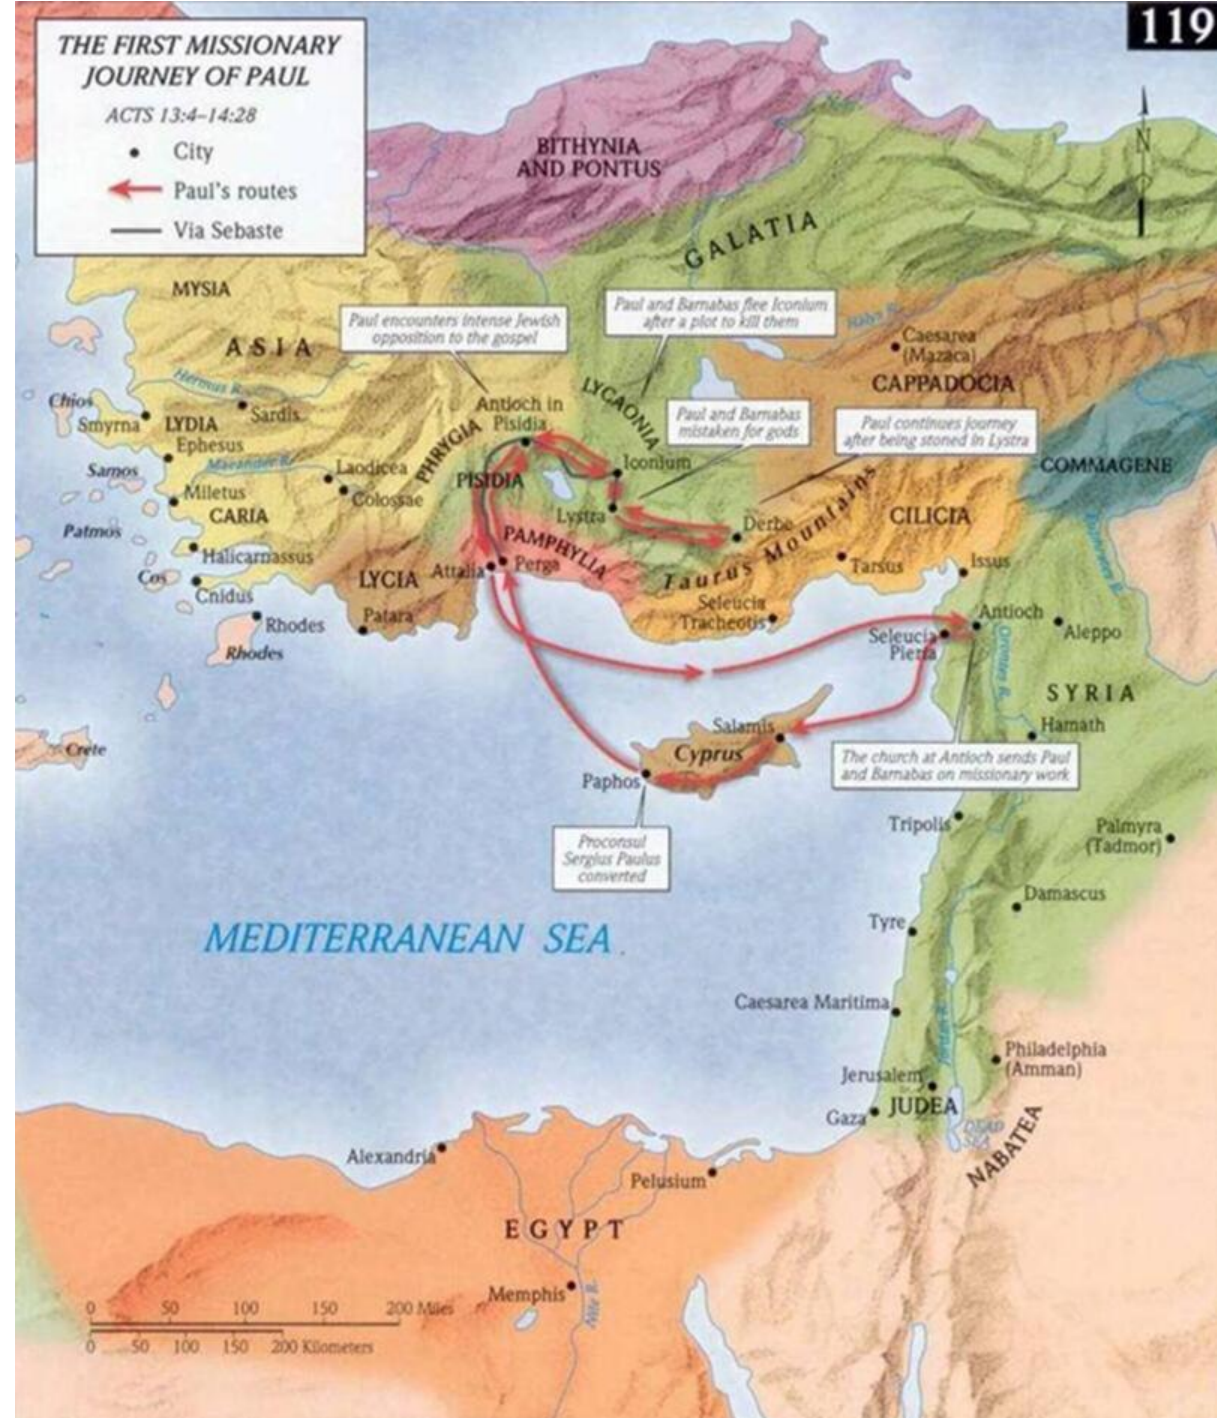 119
THE FIRST MISSIONARY
JOURNEY OF PAUL
ACTS 13:4–14:28
City
Paul's routes
Via Sebaste
N
BITHYNIA
AND PONTUS
GALATIA
MYSIA
ASIA
Paul encounters intense Jewish
opposition to the gospel
Paul and Barnabas flee Iconium
after a plot to kill them
Halys R.
Caesarea
(Mazaca)
CAPPADOCIA
Hermus R.
Chios
Smyrna
LYDIA
Sardis
Ephesus
LYCAONIA
Antioch in
Pisidia
PHRYGIA
Paul and Barnabas
mistaken for gods
Paul continues journey
after being stoned in Lystra
COMMAGENE
Samos
Maeander R.
Laodicea
Colossae
PISIDIA
Iconium
Miletus
CARIA
Lystra
Derbe
CILICIA
Patmos
PAMPHYLIA
Taurus Mountains
Halicarnassus
LYCIA
Attalia
Perga
Tarsus
Issus
Cos
Cnidus
Seleucia
Tracheotis
Rhodes
Patara
Antioch
Aleppo
Seleucia
Pieria
Rhodes
Orontes R.
SYRIA
Salamis
Hamath
Crete
Cyprus
Paphos
The church at Antioch sends Paul
and Barnabas on missionary work
Proconsul
Sergius Paulus
converted
Tripolis
Palmyra
(Tadmor)
Damascus
Tyre
MEDITERRANEAN SEA
Caesarea Maritima
Jordan R.
Philadelphia
(Amman)
Jerusalem
JUDEA
Gaza
DEAD
SEA
NABATEA
Alexandria
Pelusium
EGYPT
Memphis
Nile R.
0 50 100 150 200 Miles
0 50 100 150 200 Kilometers